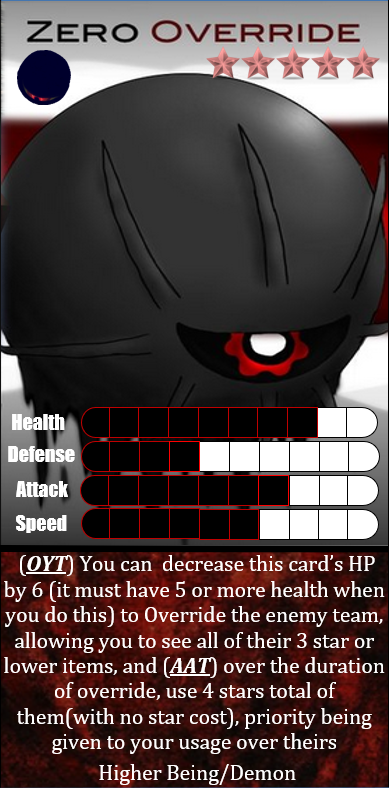 Zero Override
Health
Defense
Attack
Speed
(OYT) You can decrease this card's HP
by 6 (it must have 5 or more health when
you do this) to Override the enemy team,
allowing you to see all of their 3 star or
lower items, and (AAT) over the duration
of override, use 4 stars total of
them(with no star cost), priority being
given to your usage over theirs
Higher Being/Demon